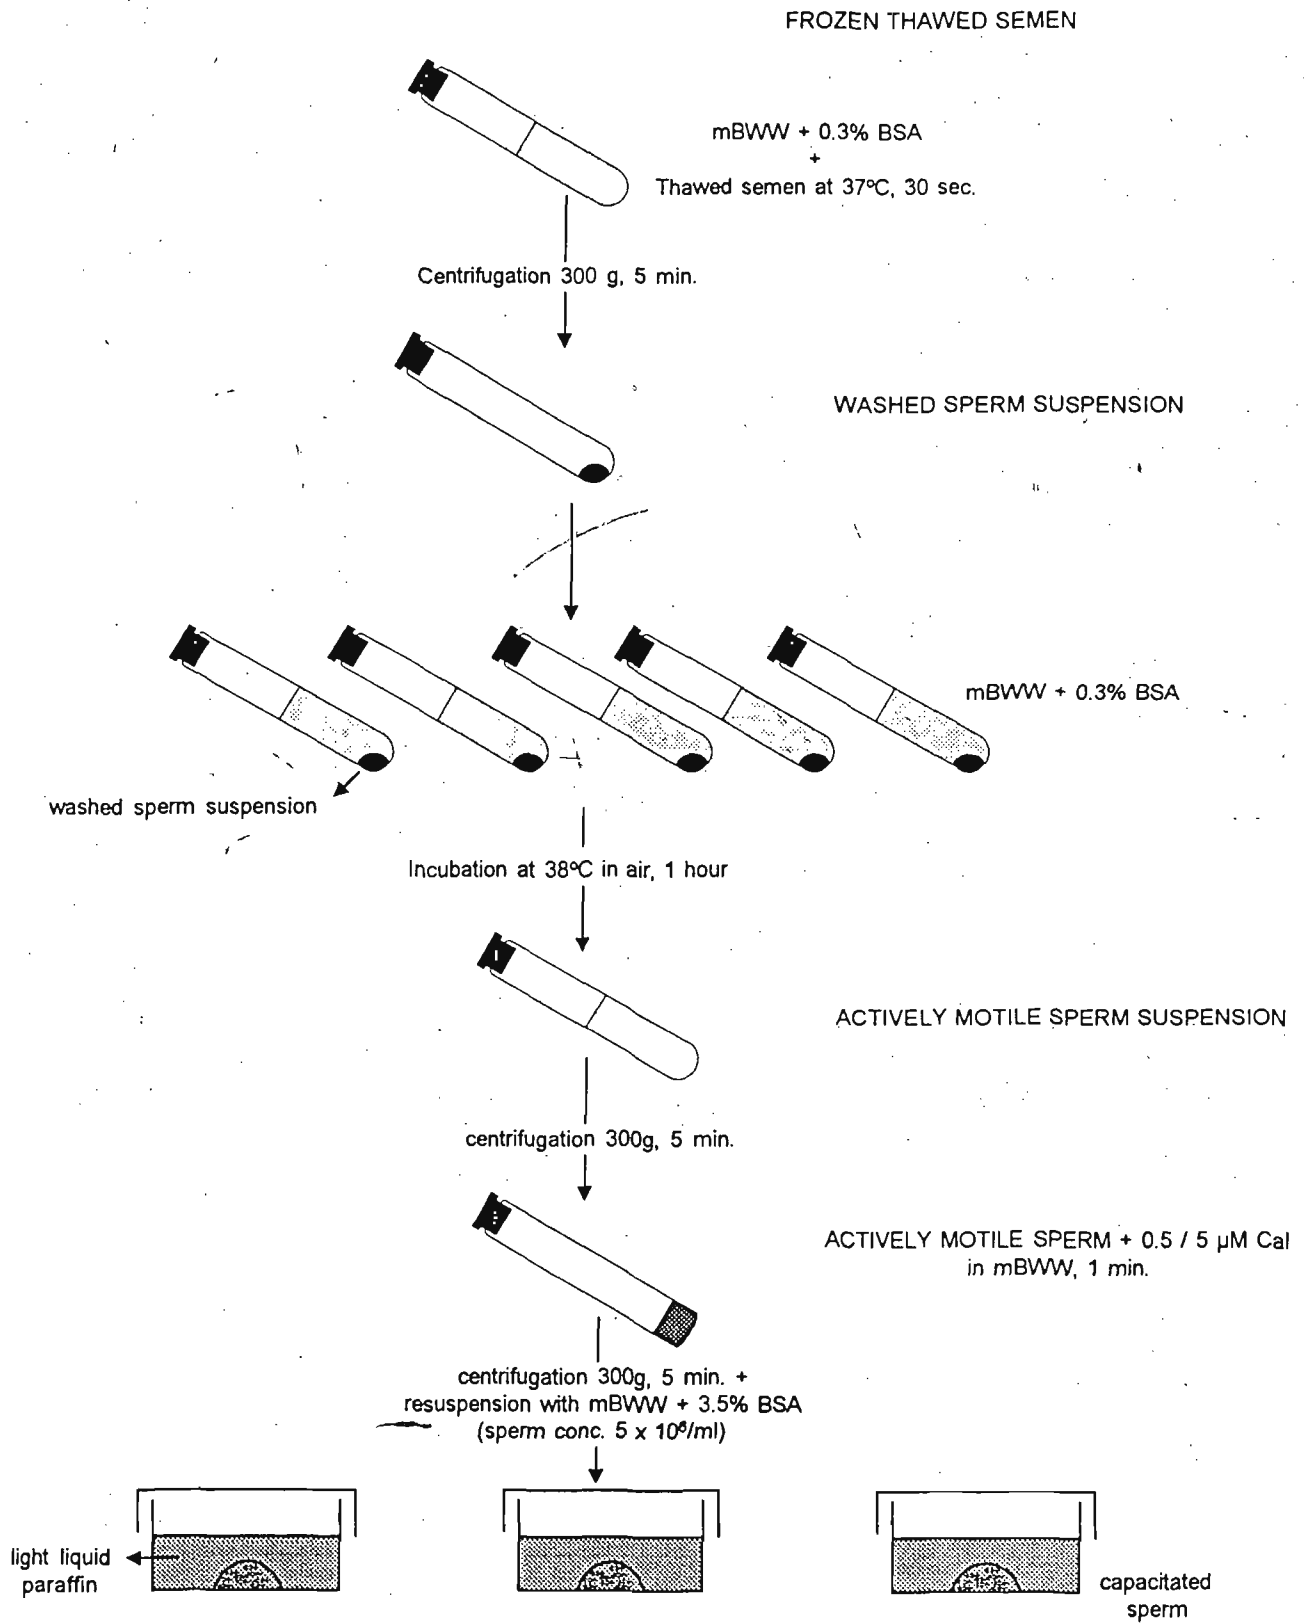 FROZEN THAWED SEMEN
mBWW + 0.3% BSA
+
Thawed semen at 37ºC, 30 sec.
Centrifugation 300 g, 5 min.
WASHED SPERM SUSPENSION
mBWW + 0.3% BSA
washed sperm suspension
Incubation at 38ºC in air, 1 hour
ACTIVELY MOTILE SPERM SUSPENSION
centrifugation 300g, 5 min.
ACTIVELY MOTILE SPERM + 0.5 / 5 µM CaI
in mBWW, 1 min.
centrifugation 300g, 5 min. +
resuspension with mBWW + 3.5% BSA
(sperm conc. 5 x 10⁶/ml)
light liquid
paraffin
capacitated
sperm